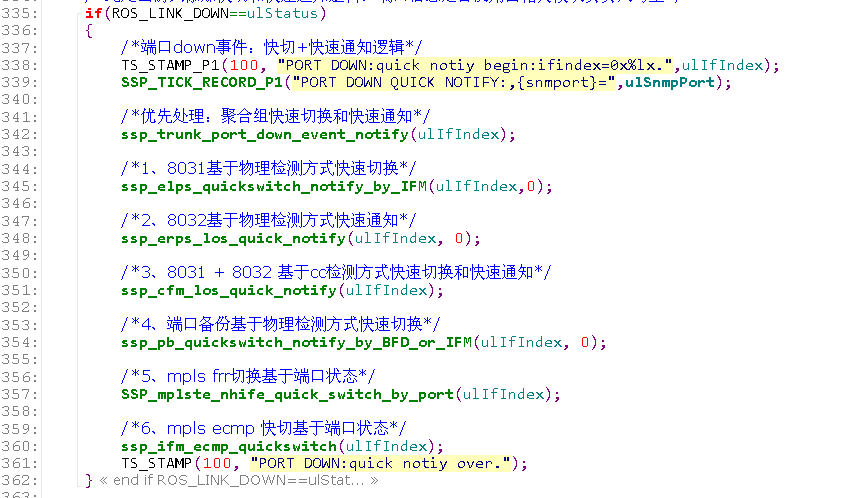 335: if(ROS_LINK_DOWN==ulStatus)
336: {
337: /*端口down事件：快切+快速通知逻辑*/
338: TS_STAMP_P1(100, "PORT DOWN:quick notiy begin:ifindex=0x%lx.",ulIfIndex);
339: SSP_TICK_RECORD_P1("PORT DOWN QUICK NOTIFY:,{snmport}=",ulSnmpPort);
340:
341: /*优先处理：聚合组快速切换和快速通知*/
342: ssp_trunk_port_down_event_notify(ulIfIndex);
343:
344: /*1、8031基于物理检测方式快速切换*/
345: ssp_elps_quickswitch_notify_by_IFM(ulIfIndex,0);
346:
347: /*2、8032基于物理检测方式快速通知*/
348: ssp_erps_los_quick_notify(ulIfIndex, 0);
349:
350: /*3、8031 + 8032 基于cc检测方式快速切换和快速通知*/
351: ssp_cfm_los_quick_notify(ulIfIndex);
352:
353: /*4、端口备份基于物理检测方式快速切换*/
354: ssp_pb_quickswitch_notify_by_BFD_or_IFM(ulIfIndex, 0);
355:
356: /*5、mpls frr切换基于端口状态*/
357: SSP_mplste_nhife_quick_switch_by_port(ulIfIndex);
358:
359: /*6、mpls ecmp 快切基于端口状态*/
360: ssp_ifm_ecmp_quickswitch(ulIfIndex);
361: TS_STAMP(100, "PORT DOWN:quick notiy over.");
362: } « end if ROS_LINK_DOWN==ulStat... »